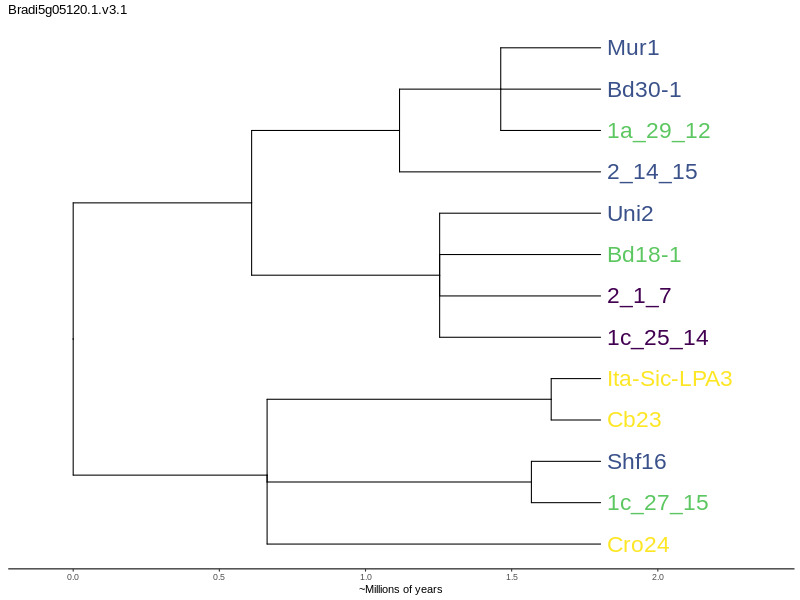 Bradi5g05120.1.v3.1
Mur1
Bd30-1
1a_29_12
2_14_15
Uni2
Bd18-1
2_1_7
1c_25_14
Ita-Sic-LPA3
Cb23
Shf16
1c_27_15
Cro24
0.0 0.5 1.0 1.5 2.0
~Millions of years